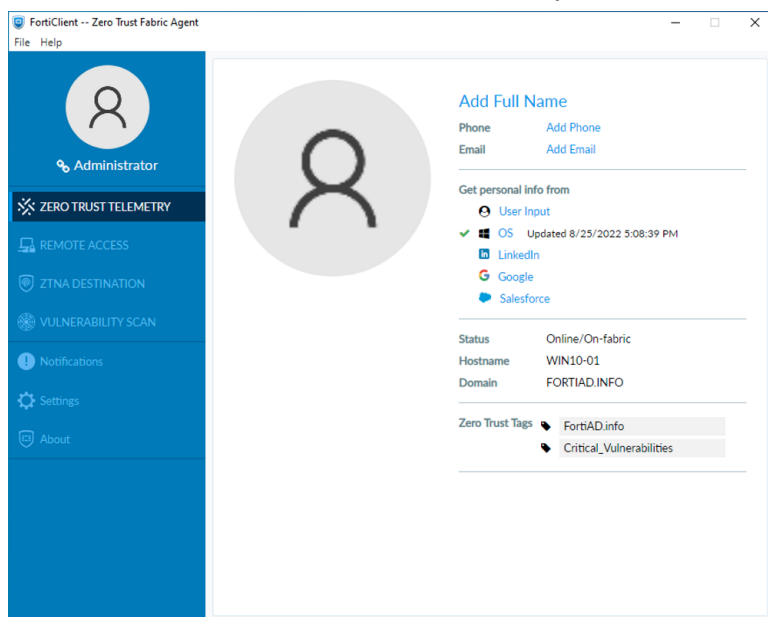 FortiClient -- Zero Trust Fabric Agent
File Help
Administrator
ZERO TRUST TELEMETRY
REMOTE ACCESS
ZTNA DESTINATION
VULNERABILITY SCAN
Notifications
Settings
About
Add Full Name
Phone Add Phone
Email Add Email
Get personal info from
User Input
OS Updated 8/25/2022 5:08:39 PM
LinkedIn
Google
Salesforce
Status Online/On-fabric
Hostname WIN10-01
Domain FORTIAD.INFO
Zero Trust Tags FortiAD.info
Critical_Vulnerabilities